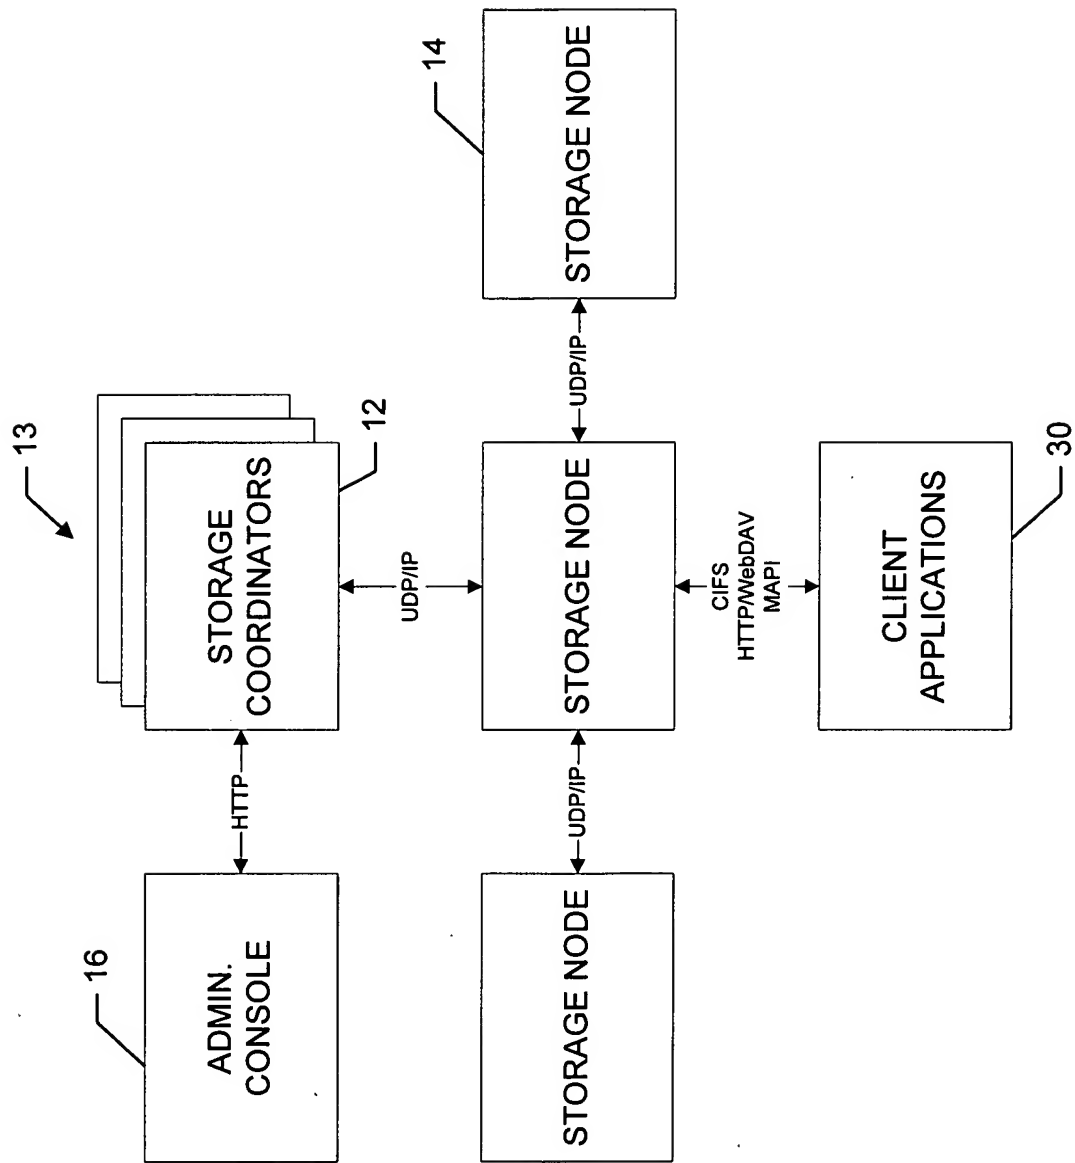 13
16
ADMIN.
CONSOLE
HTTP
STORAGE
COORDINATORS
12
UDP/IP
14
STORAGE NODE
UDP/IP
STORAGE NODE
UDP/IP
STORAGE NODE
CIFS
HTTP/WebDAV
MAPI
CLIENT
APPLICATIONS
30